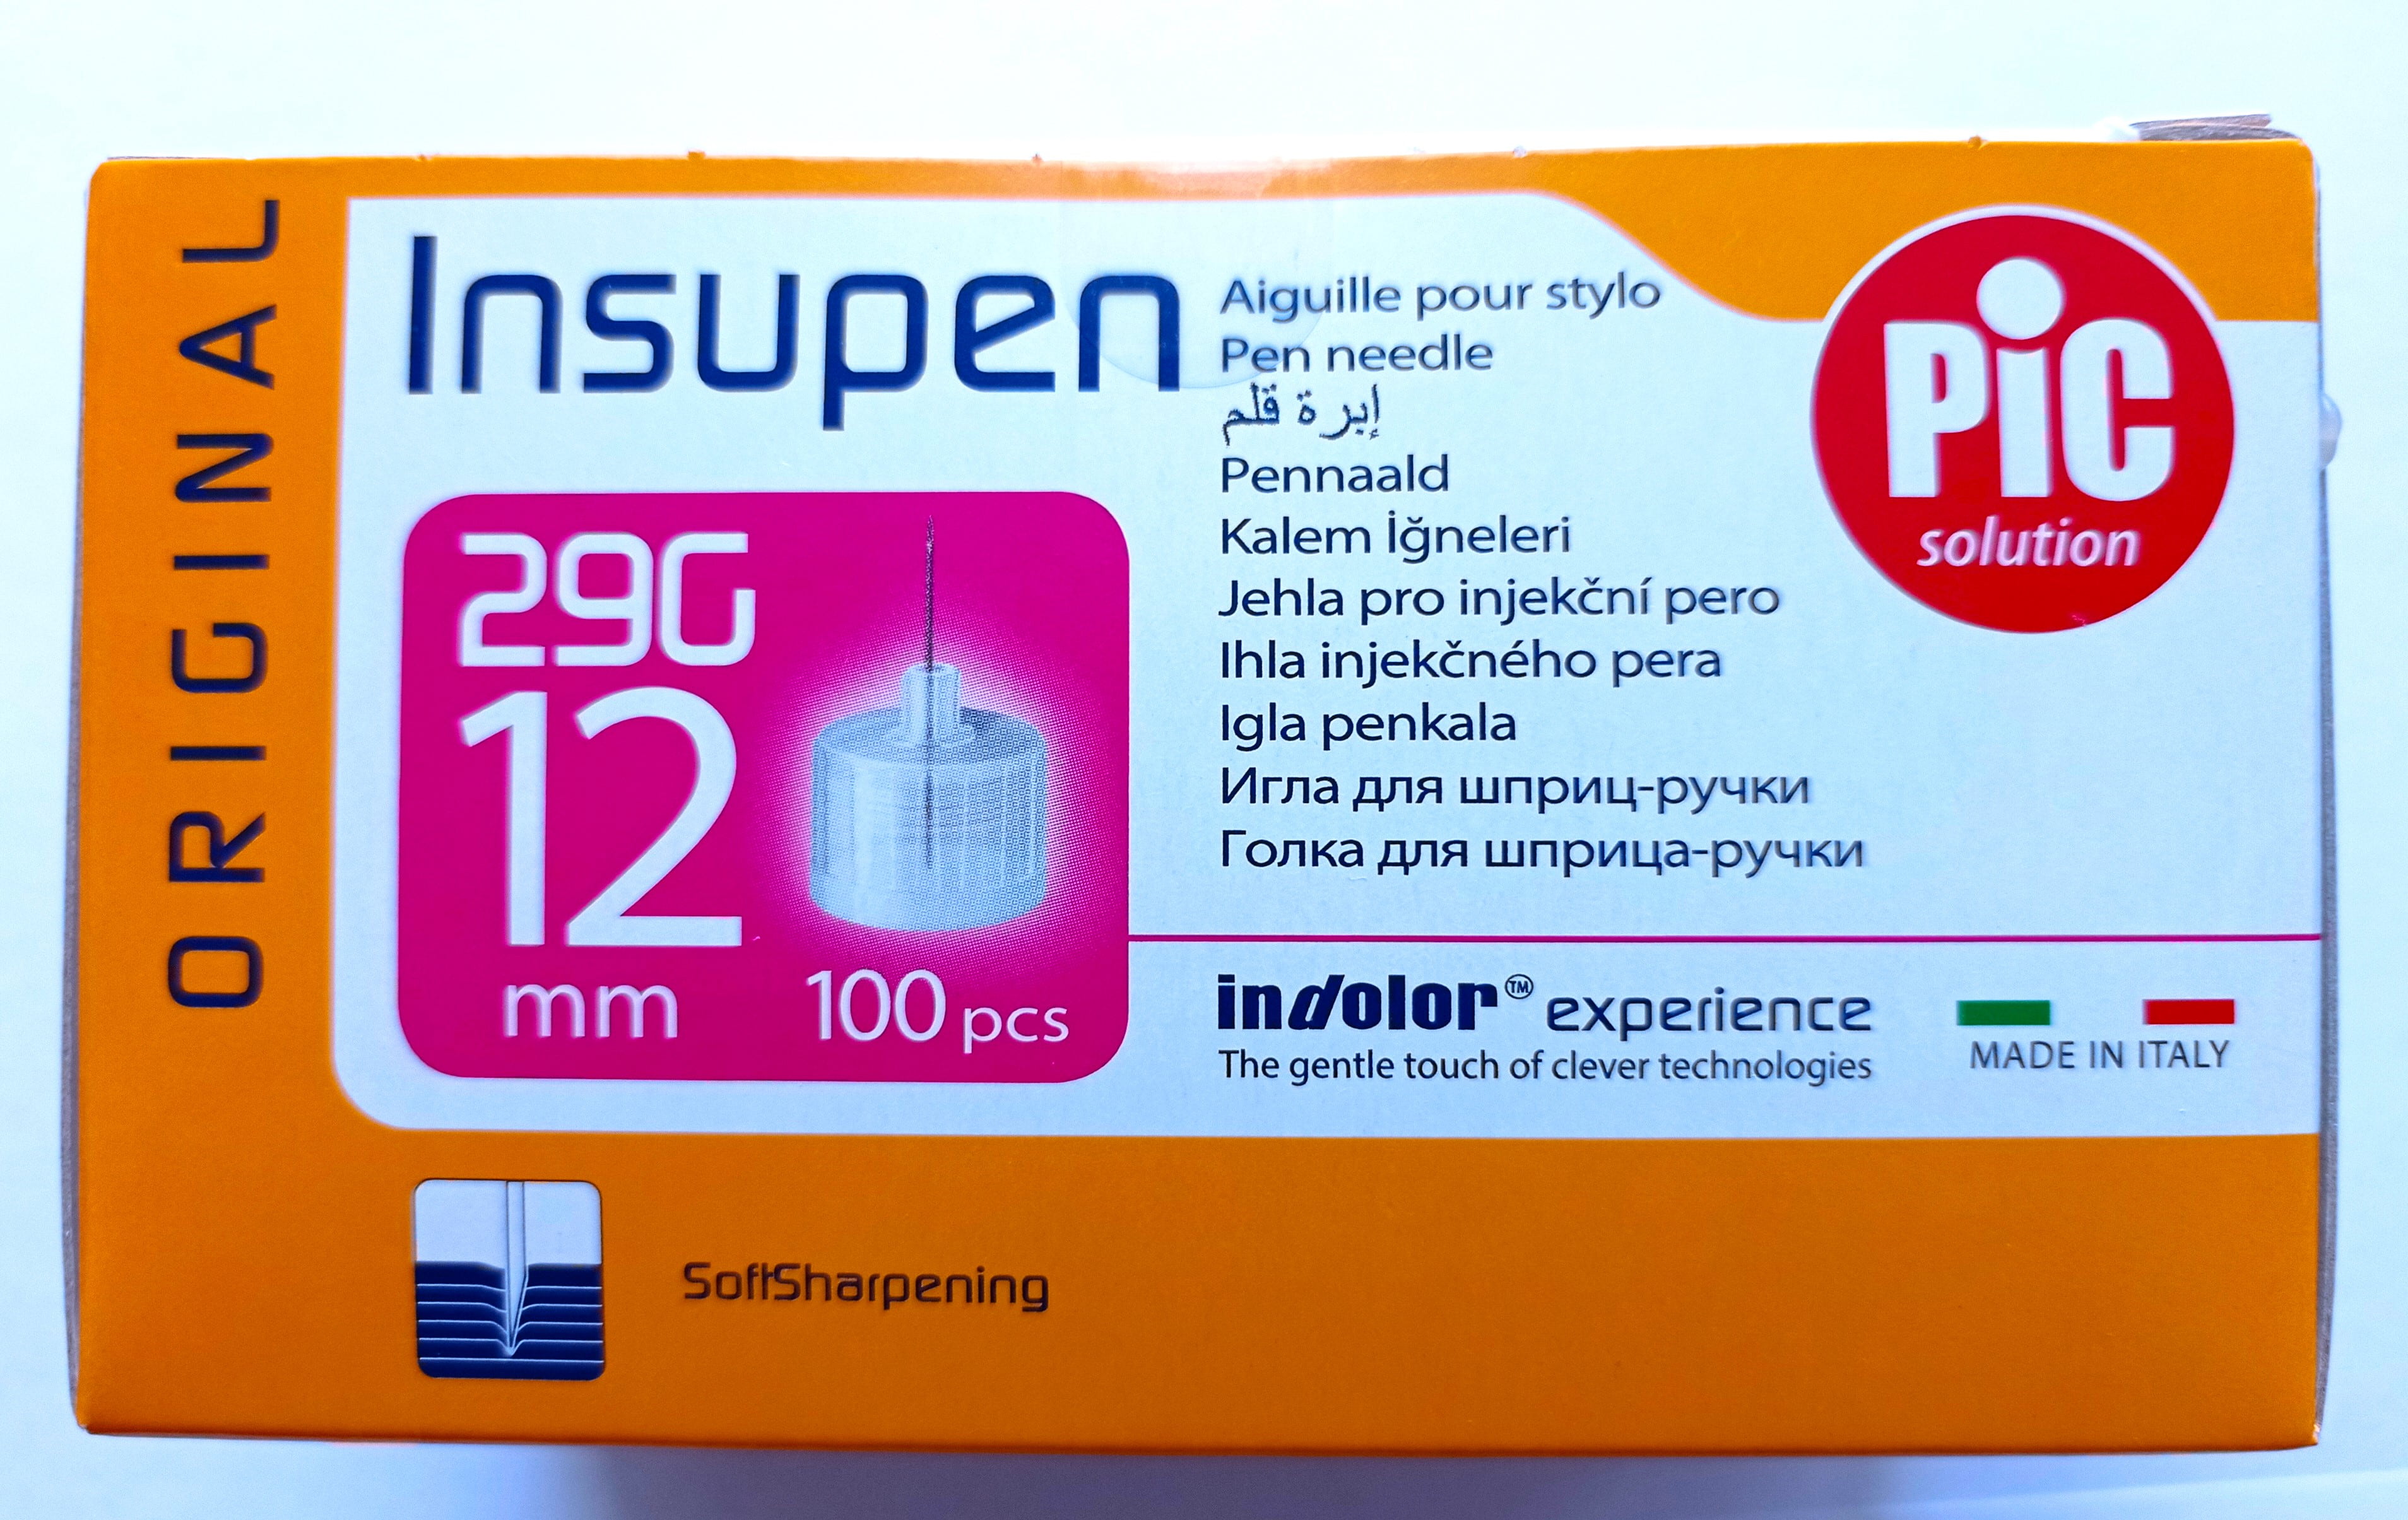 ORIGINAL
Insupen
29G
12
mm
100 pcs
Aiguille pour stylo
Pen needle
إبرة قلم
Pennaald
Kalem İğneleri
Jehla pro injekční pero
Ihla injekčného pera
Igla penkala
Игла для шприц-ручки
Голка для шприца-ручки
PiC
solution
indolor™ experience
The gentle touch of clever technologies
MADE IN ITALY
SoftSharpening